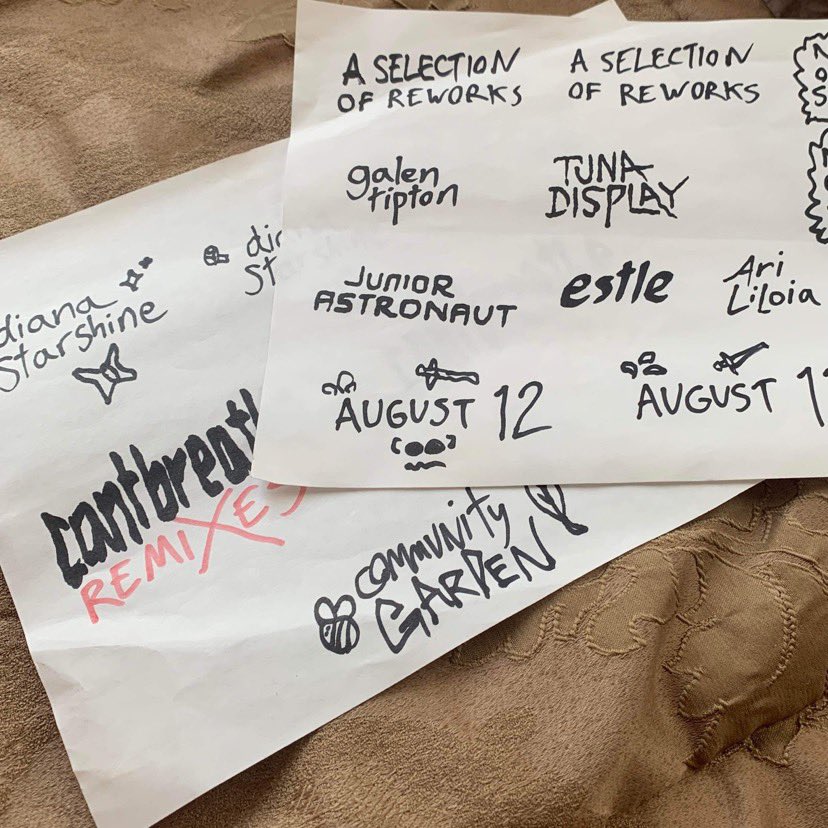 A SELECTION
OF REWORKS
A SELECTION
OF REWORKS
galen
tipton
TUNA
DISPLAY
JUNIOR
ASTRONAUT
estle
Ari
LiLoia
AUGUST 12
AUGUST
diana
starshine
cantbreath
REMIXES
COMMUNITY
GARDEN